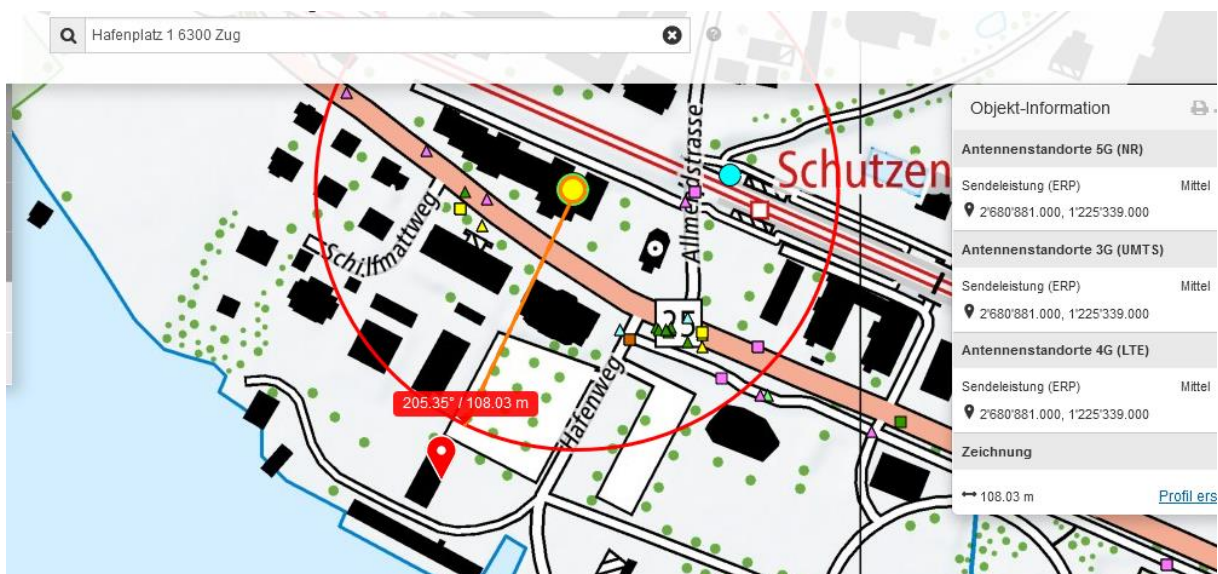 Hafenplatz 1 6300 Zug
Objekt-Information
Antennenstandorte 5G (NR)
Sendeleistung (ERP) Mittel
2'680'881.000, 1'225'339.000
Antennenstandorte 3G (UMTS)
Sendeleistung (ERP) Mittel
2'680'881.000, 1'225'339.000
Antennenstandorte 4G (LTE)
Sendeleistung (ERP) Mittel
2'680'881.000, 1'225'339.000
Zeichnung
108.03 m Profil ers
Allmendstrasse
Schutzen
Schilfmattweg
25
205.35° / 108.03 m
Hafenweg